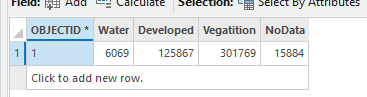 Field: Add Calculate Selection: Select By Attributes
OBJECTID * Water Developed Vegatition NoData
1 1 6069 125867 301769 15884
Click to add new row.